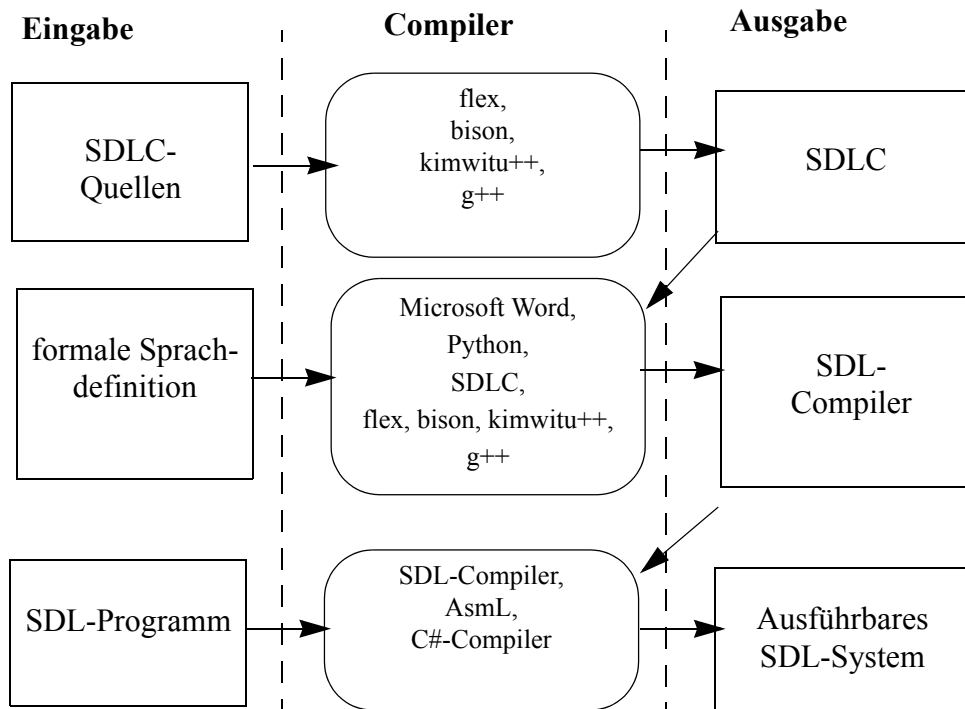 Eingabe
Compiler
Ausgabe
SDLC-
Quellen
flex,
bison,
kimwitu++,
g++
SDLC
formale Sprach-
definition
Microsoft Word,
Python,
SDLC,
flex, bison, kimwitu++,
g++
SDL-
Compiler
SDL-Programm
SDL-Compiler,
AsmL,
C#-Compiler
Ausführbares
SDL-System